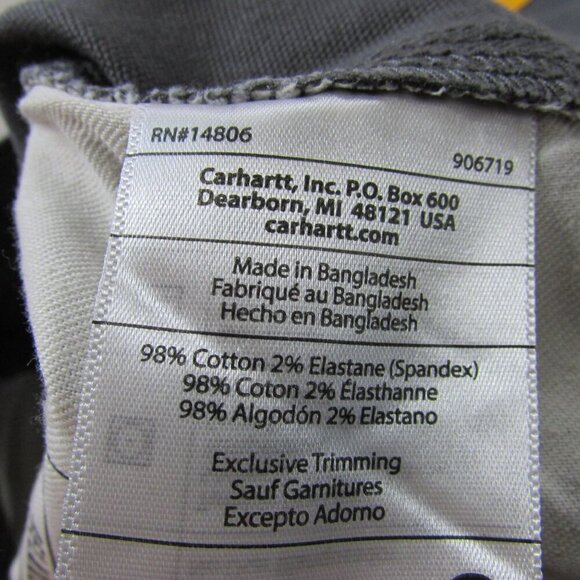 RN#14806
906719
Carhartt, Inc. P.O. Box 600
Dearborn, MI 48121 USA
carhartt.com
Made in Bangladesh
Fabriqué au Bangladesh
Hecho en Bangladesh
98% Cotton 2% Elastane (Spandex)
98% Coton 2% Élasthanne
98% Algodón 2% Elastano
Exclusive Trimming
Sauf Garnitures
Excepto Adorno